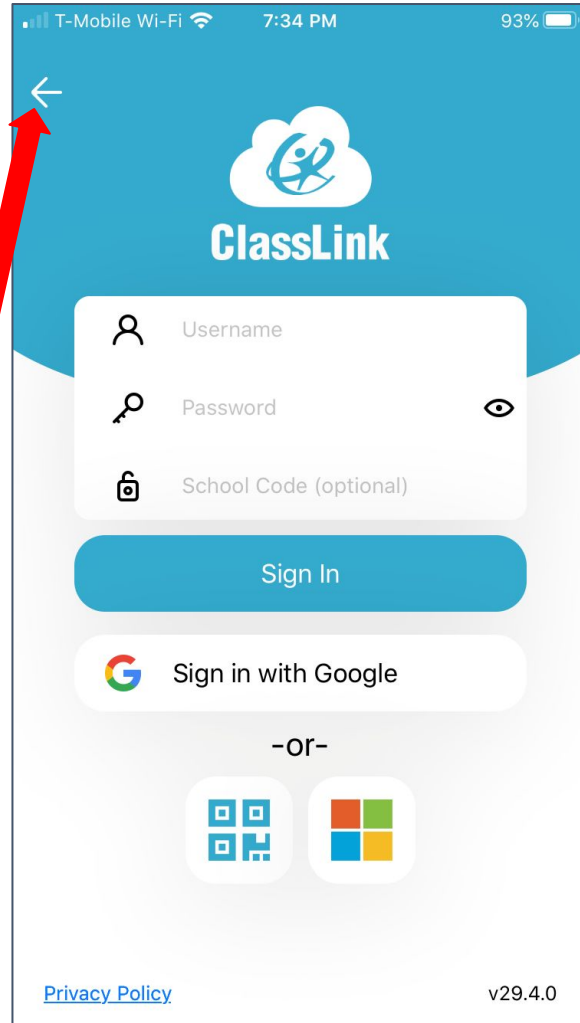 T-Mobile Wi-Fi 7:34 PM 93%
ClassLink
Username
Password
School Code (optional)
Sign In
Sign in with Google
-or-
Privacy Policy v29.4.0